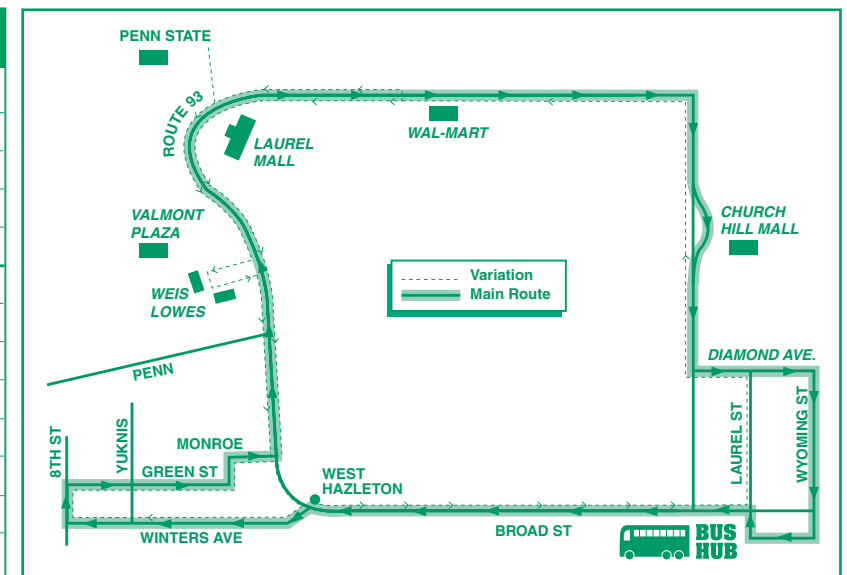 PENN STATE
ROUTE 93
LAUREL
MALL
WAL-MART
VALMONT
PLAZA
CHURCH
HILL MALL
WEIS
LOWES
Variation
Main Route
DIAMOND AVE.
PENN
8TH ST
YUKNIS
MONROE
GREEN ST
LAUREL ST
WYOMING ST
WEST
HAZLETON
WINTERS AVE
BROAD ST
BUS
HUB